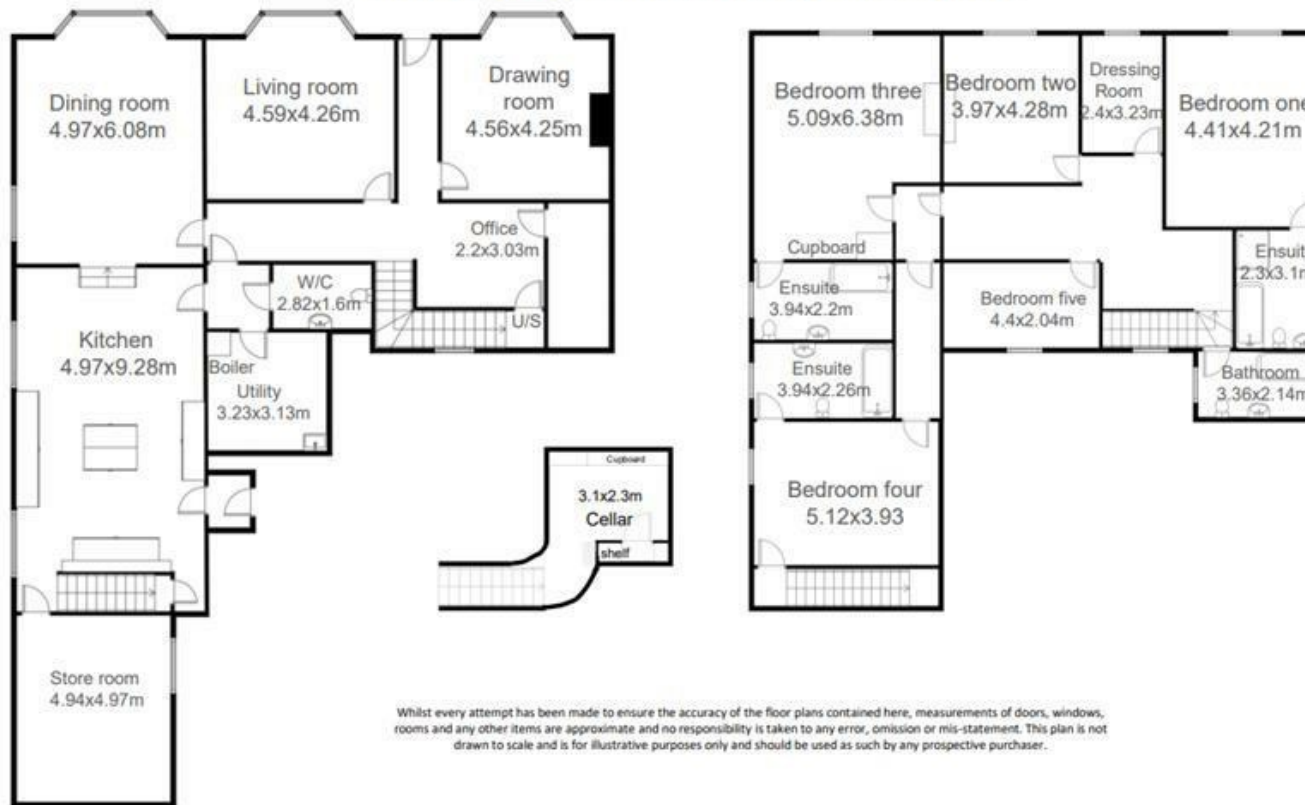 Dining room
4.97x6.08m
Living room
4.59x4.26m
Drawing
room
4.56x4.25m
Office
2.2x3.03m
W/C
2.82x1.6m
U/S
Kitchen
4.97x9.28m
Boiler
Utility
3.23x3.13m
Store room
4.94x4.97m
Cupboard
3.1x2.3m
Cellar
shelf
Bedroom three
5.09x6.38m
Bedroom two
3.97x4.28m
Dressing
Room
2.4x3.23m
Bedroom one
4.41x4.21m
Cupboard
Ensuite
3.94x2.2m
Bedroom five
4.4x2.04m
Ensuit
2.3x3.1m
Ensuite
3.94x2.26m
Bathroom
3.36x2.14m
Bedroom four
5.12x3.93
Whilst every attempt has been made to ensure the accuracy of the floor plans contained here, measurements of doors, windows,
rooms and any other items are approximate and no responsibility is taken to any error, omission or mis-statement. This plan is not
drawn to scale and is for illustrative purposes only and should be used as such by any prospective purchaser.